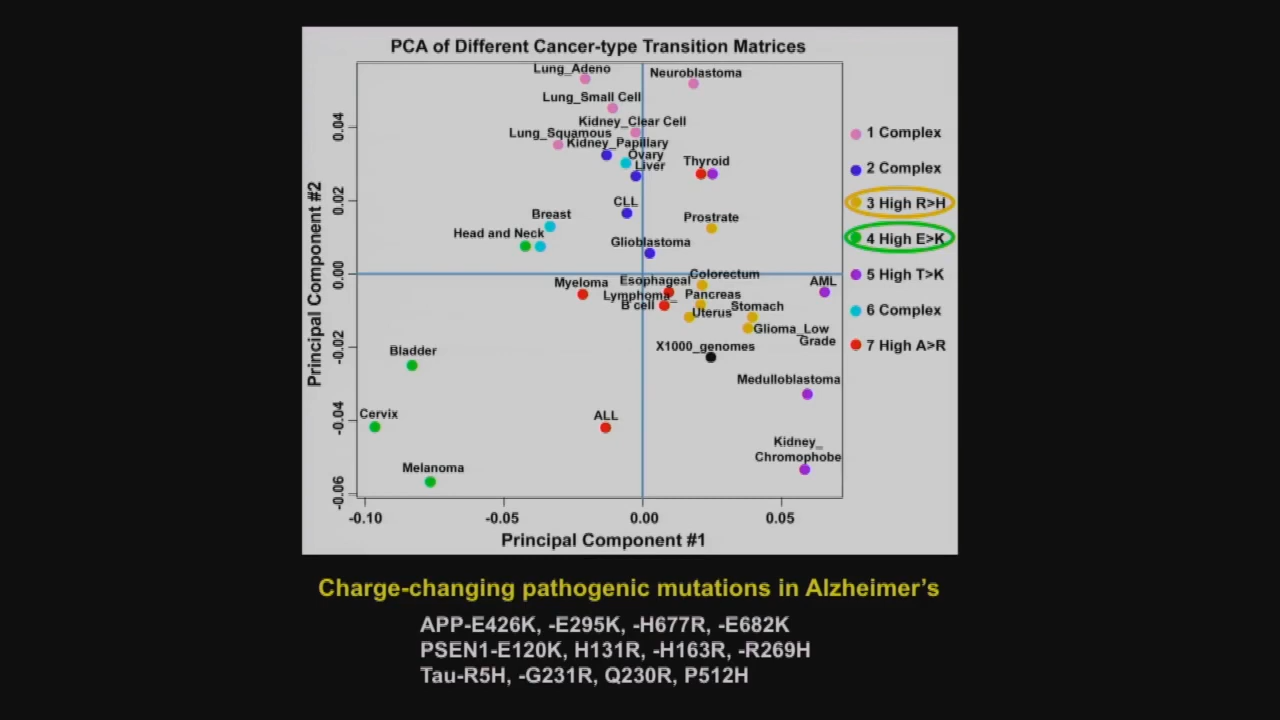 PCA of Different Cancer-type Transition Matrices
Lung_Adeno
Neuroblastoma
Lung_Small Cell
Kidney_Clear Cell
Lung_Squamous
Kidney_Papillary
Ovary
Liver
Thyroid
CLL
Breast
Prostrate
Head and Neck
Glioblastoma
Colorectum
Esophageal
Myeloma
AML
Lymphoma_
B cell
Pancreas
Stomach
Uterus
Glioma_Low
Grade
X1000_genomes
Bladder
Medulloblastoma
Cervix
ALL
Kidney_
Chromophobe
Melanoma
1 Complex
2 Complex
3 High R>H
4 High E>K
5 High T>K
6 Complex
7 High A>R
0.04
0.02
0.00
-0.02
-0.04
-0.06
Principal Component #2
-0.10 -0.05 0.00 0.05
Principal Component #1
Charge-changing pathogenic mutations in Alzheimer’s
APP-E426K, -E295K, -H677R, -E682K
PSEN1-E120K, H131R, -H163R, -R269H
Tau-R5H, -G231R, Q230R, P512H